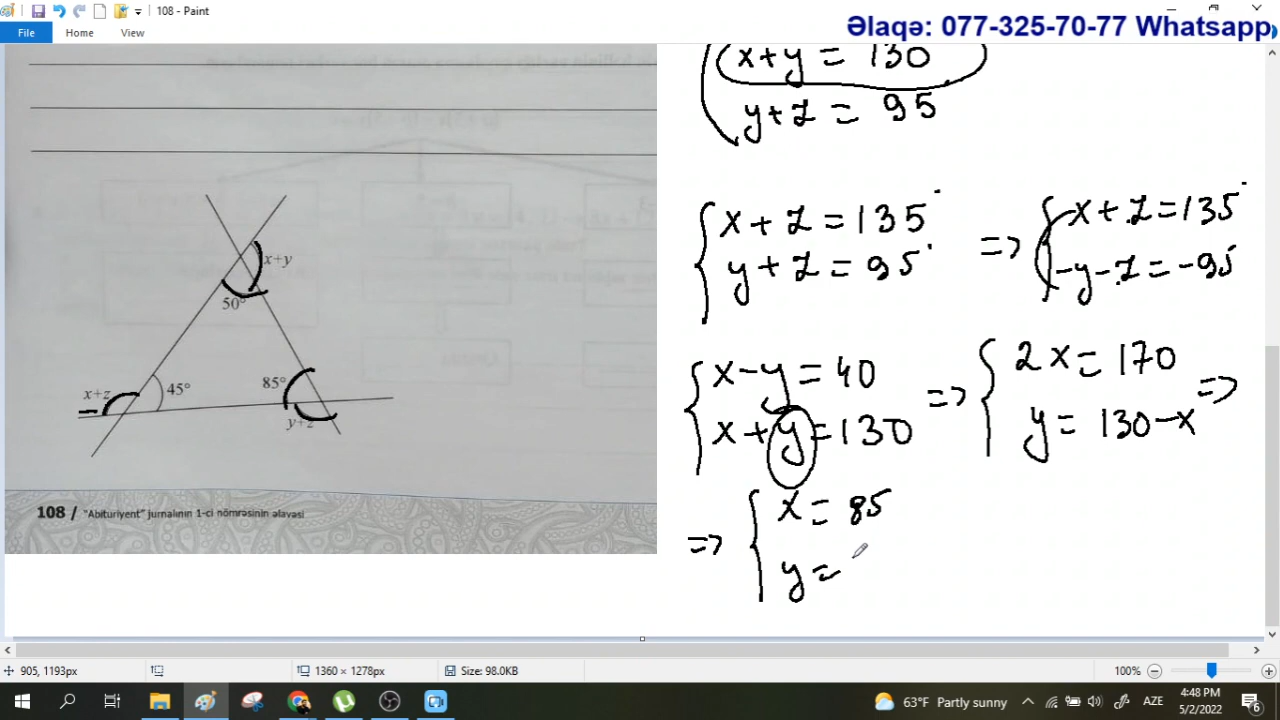 108 - Paint
Əlaqə: 077-325-70-77 Whatsapp
File Home View
x+y
50°
x+z
45°
85°
y+z
108 / "Abituriyent" jurnalının 1-ci nömrəsinin əlavəsi
x+y = 130
y+z = 95
x+z=135
y+z=95
=> x+z=135
-y-z=-95
x-y=40
x+y=130
=> 2x=170
y=130-x =>
=> x=85
y=
905, 1193px
1360 × 1278px
Size: 98.0KB
100%
63°F Partly sunny
AZE
4:48 PM
5/2/2022
6